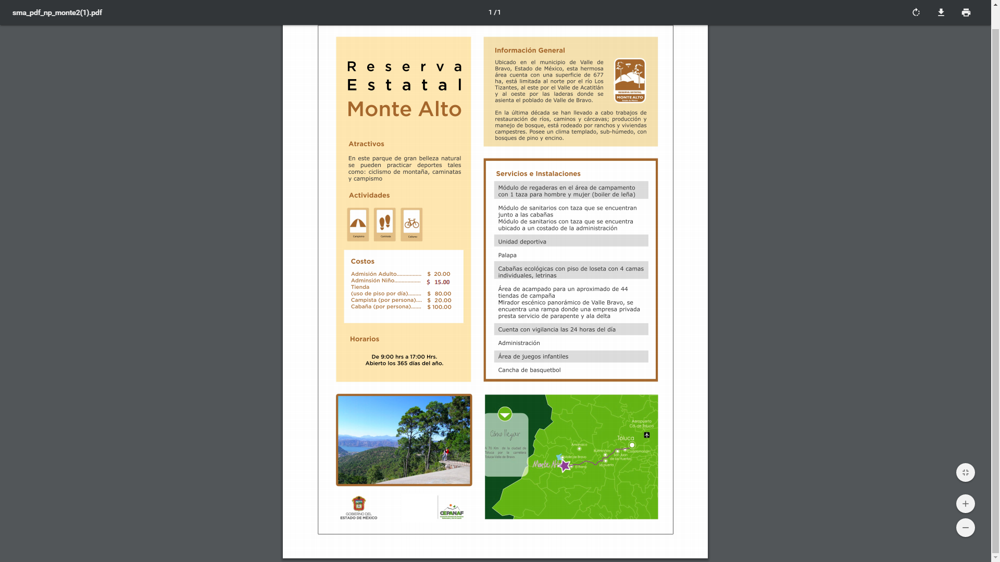 sma_pdf_np_monte2(1).pdf
1 / 1
Reserva
Estatal
Monte Alto
Atractivos
En este parque de gran belleza natural
se pueden practicar deportes tales
como: ciclismo de montaña, caminatas
y campismo
Actividades
Campismo
Caminata
Ciclismo
Costos
Admisión Adulto................. $ 20.00
Adminsión Niño.................. $ 15.00
Tienda
(uso de piso por día)......... $ 80.00
Campista (por persona).... $ 20.00
Cabaña (por persona)....... $ 100.00
Horarios
De 9:00 hrs a 17:00 Hrs.
Abierto los 365 días del año.
GOBIERNO DEL
ESTADO DE MÉXICO
CEPANAF
Comisión Estatal de Parques
Naturales y de la Fauna
Información General
Ubicado en el municipio de Valle de
Bravo, Estado de México, esta hermosa
área cuenta con una superficie de 677
ha, está limitada al norte por el río Los
Tizantes, al este por el Valle de Acatitlán
y al oeste por las laderas donde se
asienta el poblado de Valle de Bravo.
RESERVA ESTATAL
MONTE ALTO
Estado de México
En la última década se han llevado a cabo trabajos de
restauración de ríos, caminos y cárcavas; producción y
manejo de bosque, está rodeado por ranchos y viviendas
campestres. Posee un clima templado, sub-húmedo, con
bosques de pino y encino.
Servicios e Instalaciones
Módulo de regaderas en el área de campamento
con 1 taza para hombre y mujer (boiler de leña)
Módulo de sanitarios con taza que se encuentran
junto a las cabañas
Módulo de sanitarios con taza que se encuentra
ubicado a un costado de la administración
Unidad deportiva
Palapa
Cabañas ecológicas con piso de loseta con 4 camas
individuales, letrinas
Área de acampado para un aproximado de 44
tiendas de campaña
Mirador escénico panorámico de Valle Bravo, se
encuentra una rampa donde una empresa privada
presta servicio de parapente y ala delta
Cuenta con vigilancia las 24 horas del día
Administración
Área de juegos infantiles
Cancha de basquetbol
Cómo llegar
A 70 Km de la ciudad de
Toluca por la carretera
Toluca-Valle de Bravo.
Aeropuerto
Cd. de Toluca
Toluca
Amanalco
BuenaVista
San Juan
de las Huertas
Cuaxomacán
La puerta
Valle de Bravo
Monte Alto
El Fresno